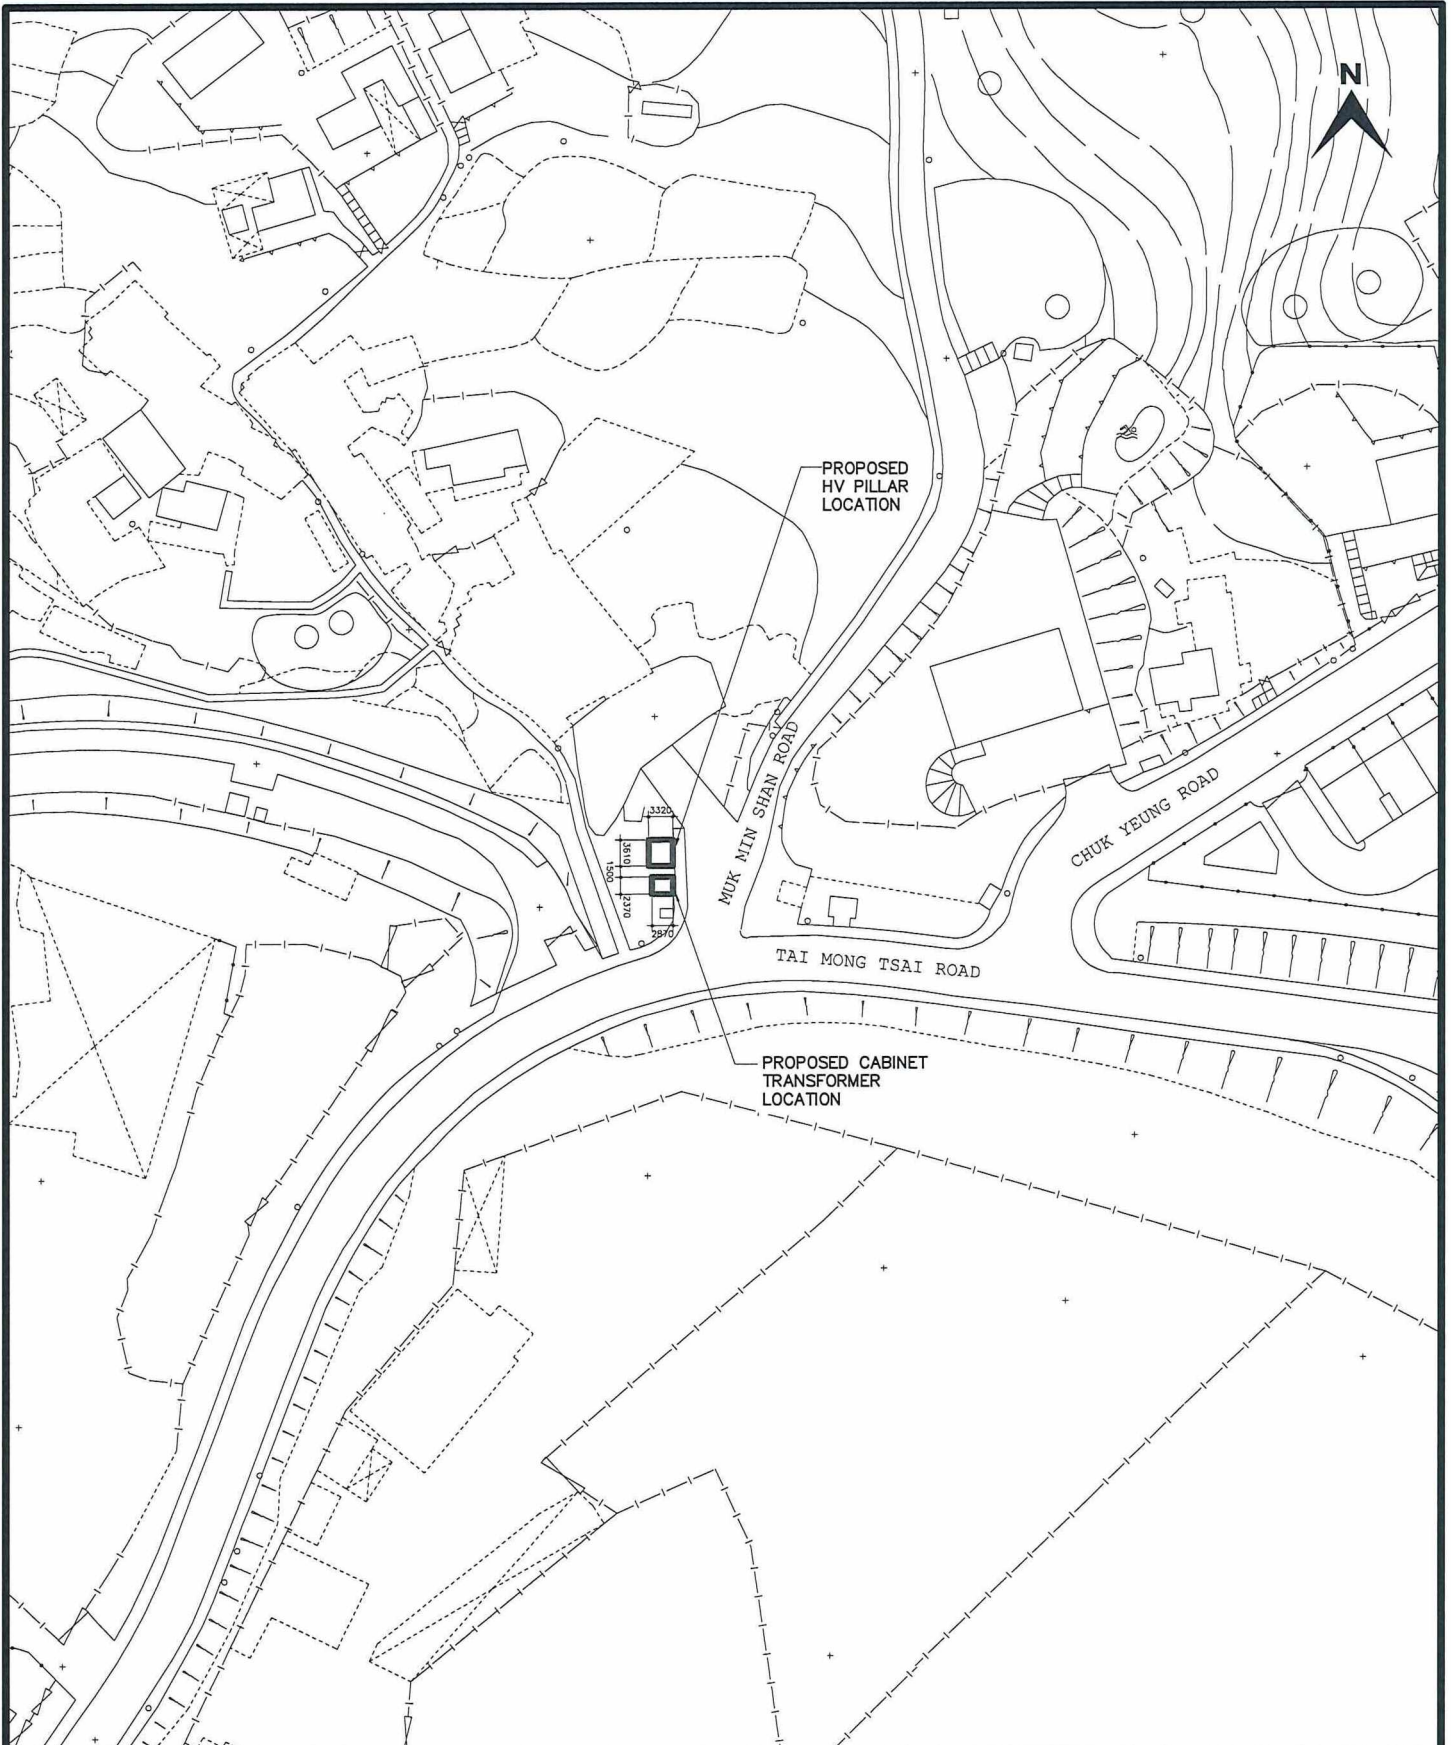 N
PROPOSED
HV PILLAR
LOCATION
MUK MIN SHAN ROAD
CHUK YEUNG ROAD
3320
3610
1500
2370
2870
TAI MONG TSAI ROAD
PROPOSED CABINET
TRANSFORMER
LOCATION